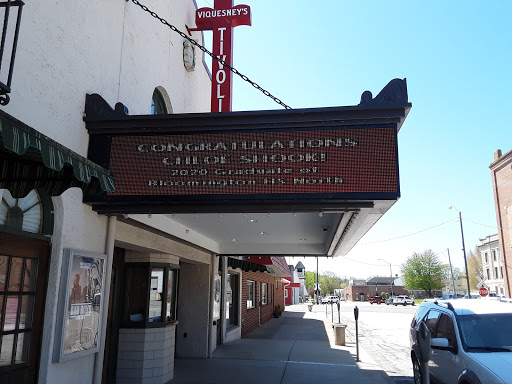 VIQUESNEY'S
TIVOLI
CONGRATULATIONS
CHLOE SHOOK!
2020 Graduate of
Bloomington HS North